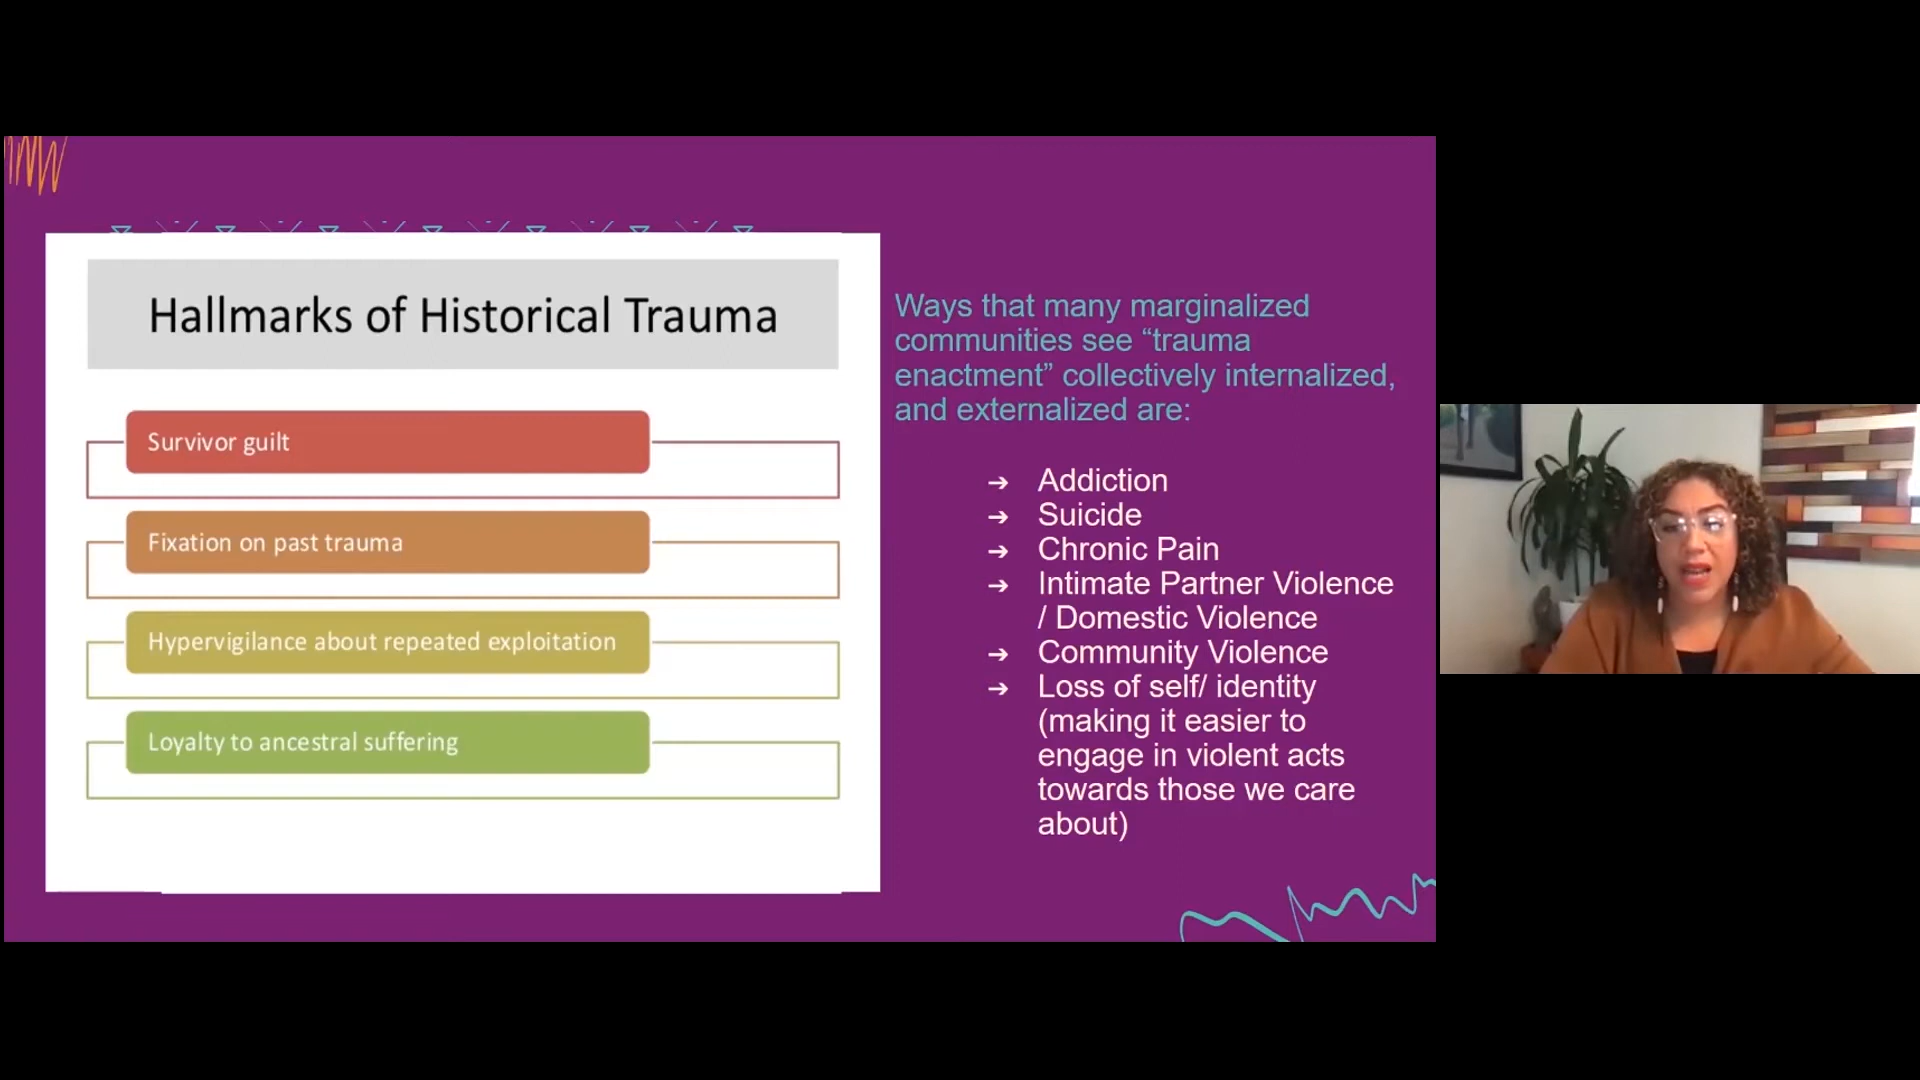 Hallmarks of Historical Trauma
Survivor guilt
Fixation on past trauma
Hypervigilance about repeated exploitation
Loyalty to ancestral suffering
Ways that many marginalized
communities see “trauma
enactment” collectively internalized,
and externalized are:
➔ Addiction
➔ Suicide
➔ Chronic Pain
➔ Intimate Partner Violence
/ Domestic Violence
➔ Community Violence
➔ Loss of self/ identity
(making it easier to
engage in violent acts
towards those we care
about)